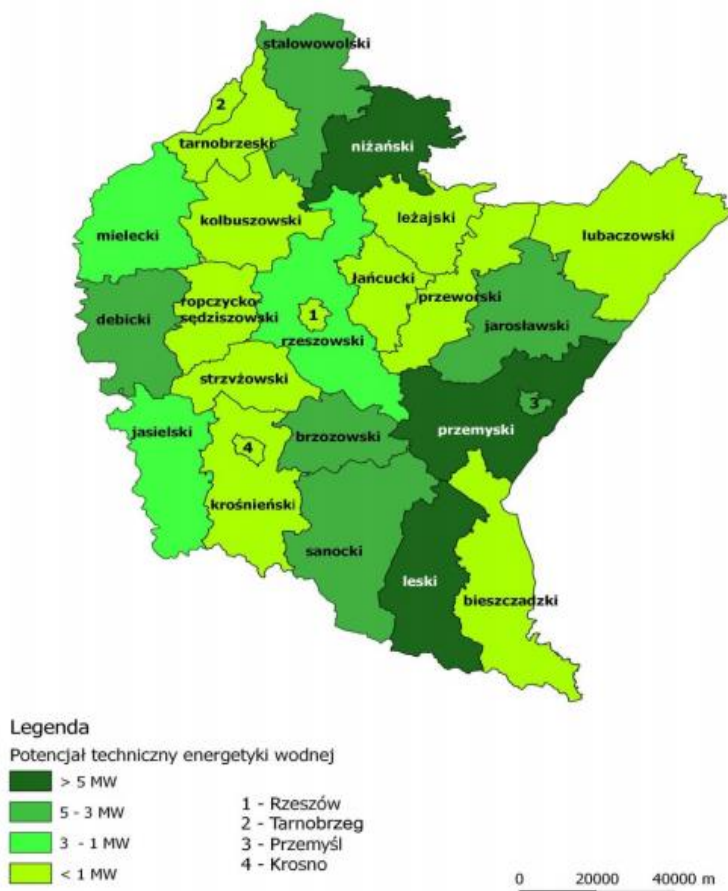 stalowowolski
2
tarnobrzeski
niżański
mielecki
kolbuszowski
leżajski
lubaczowski
łańcucki
ropczycko-
sędziszowski
przeworski
debicki
1
rzeszowski
jarosławski
strzyżowski
3
przemyski
jasielski
brzozowski
4
krośnieński
sanocki
leski
bieszczadzki
Legenda
Potencjał techniczny energetyki wodnej
> 5 MW
5 - 3 MW
3 - 1 MW
< 1 MW
1 - Rzeszów
2 - Tarnobrzeg
3 - Przemyśl
4 - Krosno
0 20000 40000 m